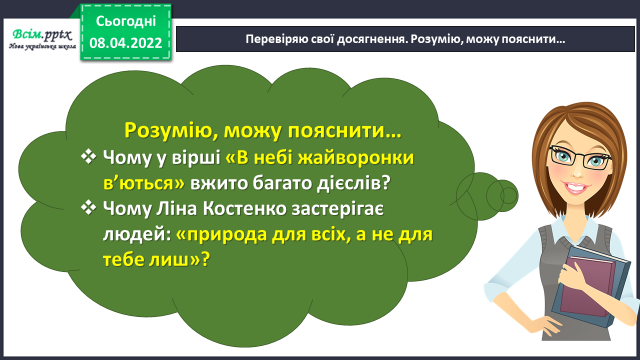 Всім.pptx
Нова українська школа
Сьогодні
08.04.2022
Перевіряю свої досягнення. Розумію, можу пояснити…
Розумію, можу пояснити…
❖ Чому у вірші «В небі жайворонки
в’ються» вжито багато дієслів?
❖ Чому Ліна Костенко застерігає
людей: «природа для всіх, а не для
тебе лиш»?